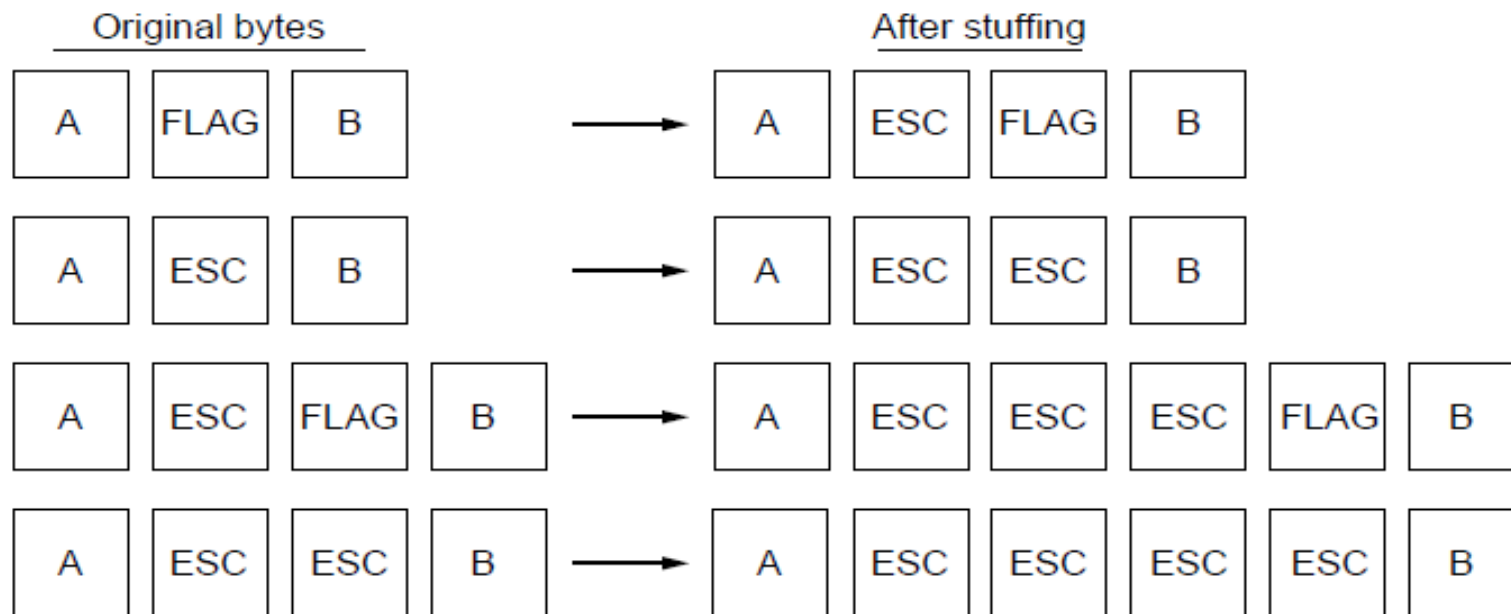 Original bytes After stuffing
A FLAG B A ESC FLAG B
A ESC B A ESC ESC B
A ESC FLAG B A ESC ESC ESC FLAG B
A ESC ESC B A ESC ESC ESC ESC B